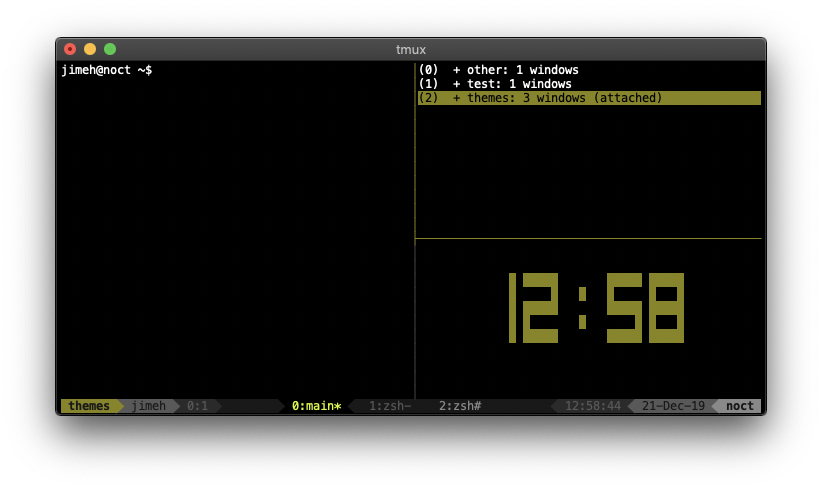 tmux
jimeh@noct ~$
(0)  + other: 1 windows
(1)  + test: 1 windows
(2)  + themes: 3 windows (attached)
12:58
themes jimeh 0:1 0:main* 1:zsh- 2:zsh# 12:58:44 21-Dec-19 noct